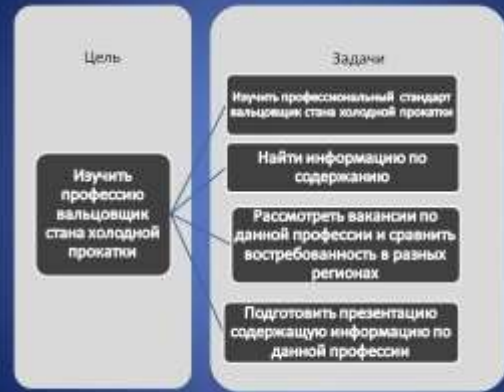 Цель
Задачи
Изучить
профессию
вальцовщик
стана холодной
прокатки
Изучить профессиональный стандарт
вальцовщик стана холодной прокатки
Найти информацию по
содержанию
Рассмотреть вакансии по
данной профессии и сравнить
востребованность в разных
регионах
Подготовить презентацию
содержащую информацию по
данной профессии